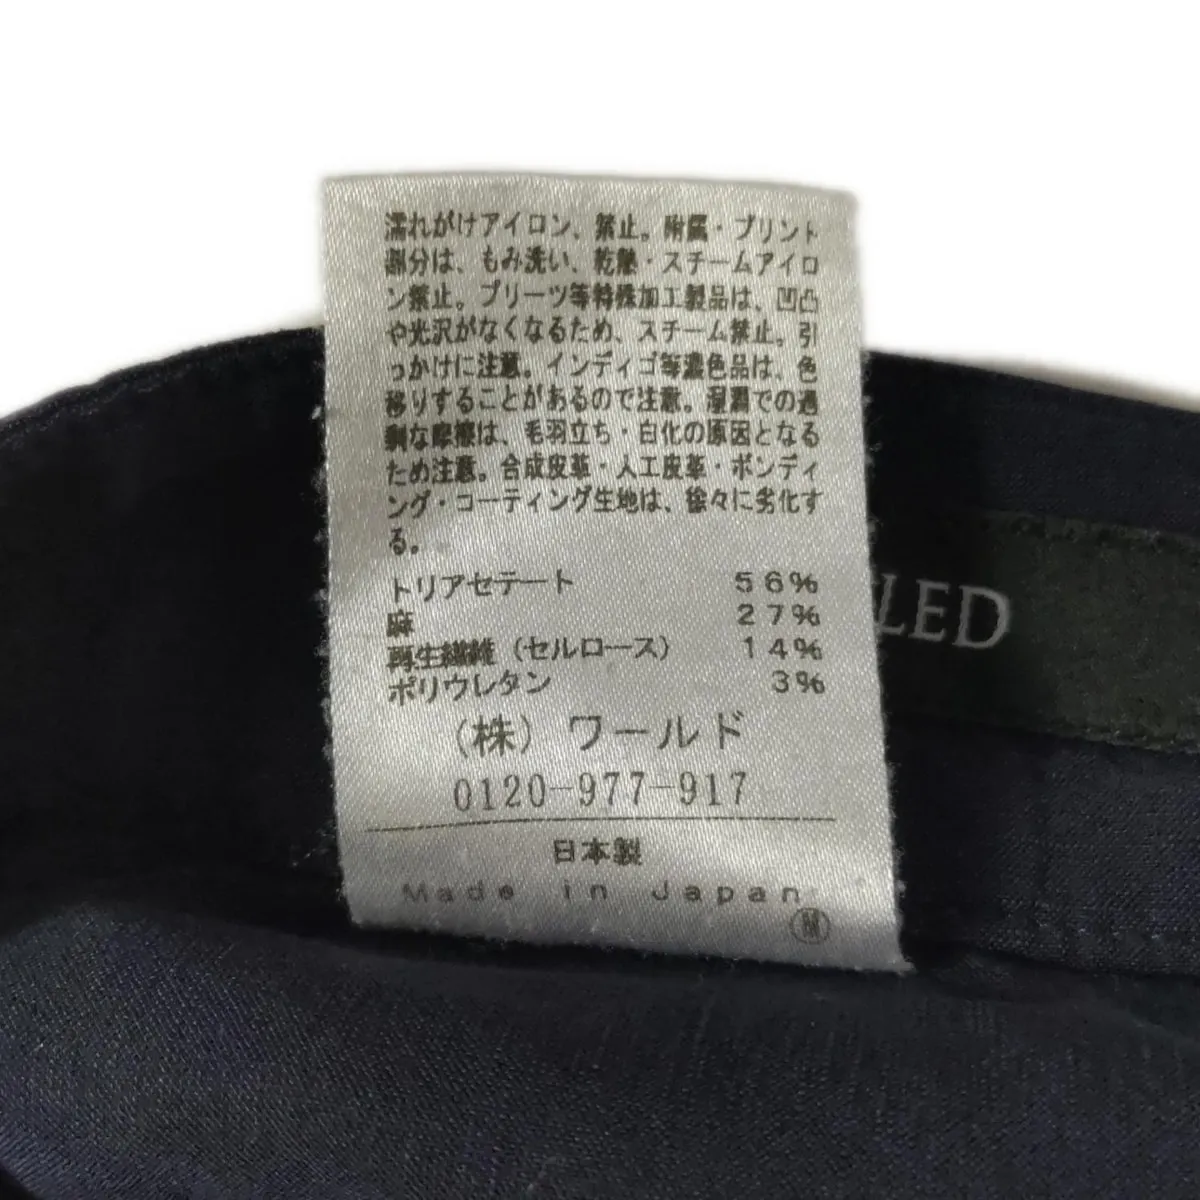 濡れがけアイロン、禁止。附属・プリント
部分は、もみ洗い、乾燥・スチームアイロ
ン禁止。プリーツ等特殊加工製品は、凹凸
や光沢がなくなるため、スチーム禁止。引
っかけに注意。インディゴ等濃色品は、色
移りすることがあるので注意。湿潤での過
剰な摩擦は、毛羽立ち・白化の原因となる
ため注意。合成皮革・人工皮革・ボンディ
ング・コーティング生地は、徐々に劣化す
る。
トリアセテート 56%
麻 27%
再生繊維（セルロース） 14%
ポリウレタン 3%
（株）ワールド
0120-977-917
日本製
Made in Japan
M
LED